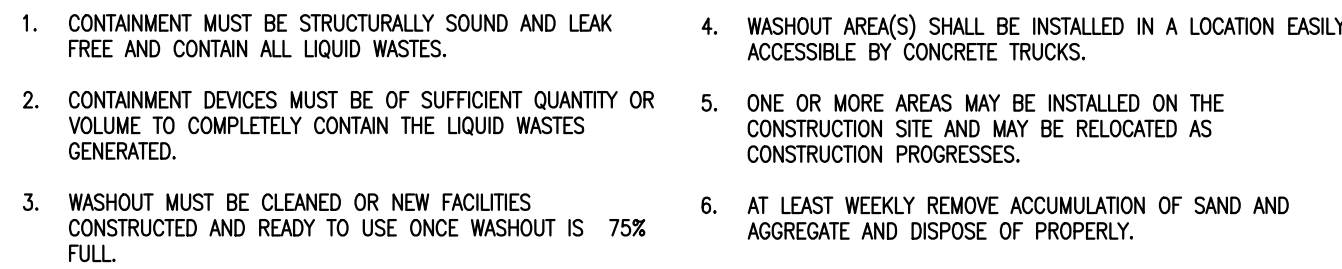 1. CONTAINMENT MUST BE STRUCTURALLY SOUND AND LEAK
FREE AND CONTAIN ALL LIQUID WASTES.
2. CONTAINMENT DEVICES MUST BE OF SUFFICIENT QUANTITY OR
VOLUME TO COMPLETELY CONTAIN THE LIQUID WASTES
GENERATED.
3. WASHOUT MUST BE CLEANED OR NEW FACILITIES
CONSTRUCTED AND READY TO USE ONCE WASHOUT IS 75%
FULL.
4. WASHOUT AREA(S) SHALL BE INSTALLED IN A LOCATION EASILY
ACCESSIBLE BY CONCRETE TRUCKS.
5. ONE OR MORE AREAS MAY BE INSTALLED ON THE
CONSTRUCTION SITE AND MAY BE RELOCATED AS
CONSTRUCTION PROGRESSES.
6. AT LEAST WEEKLY REMOVE ACCUMULATION OF SAND AND
AGGREGATE AND DISPOSE OF PROPERLY.